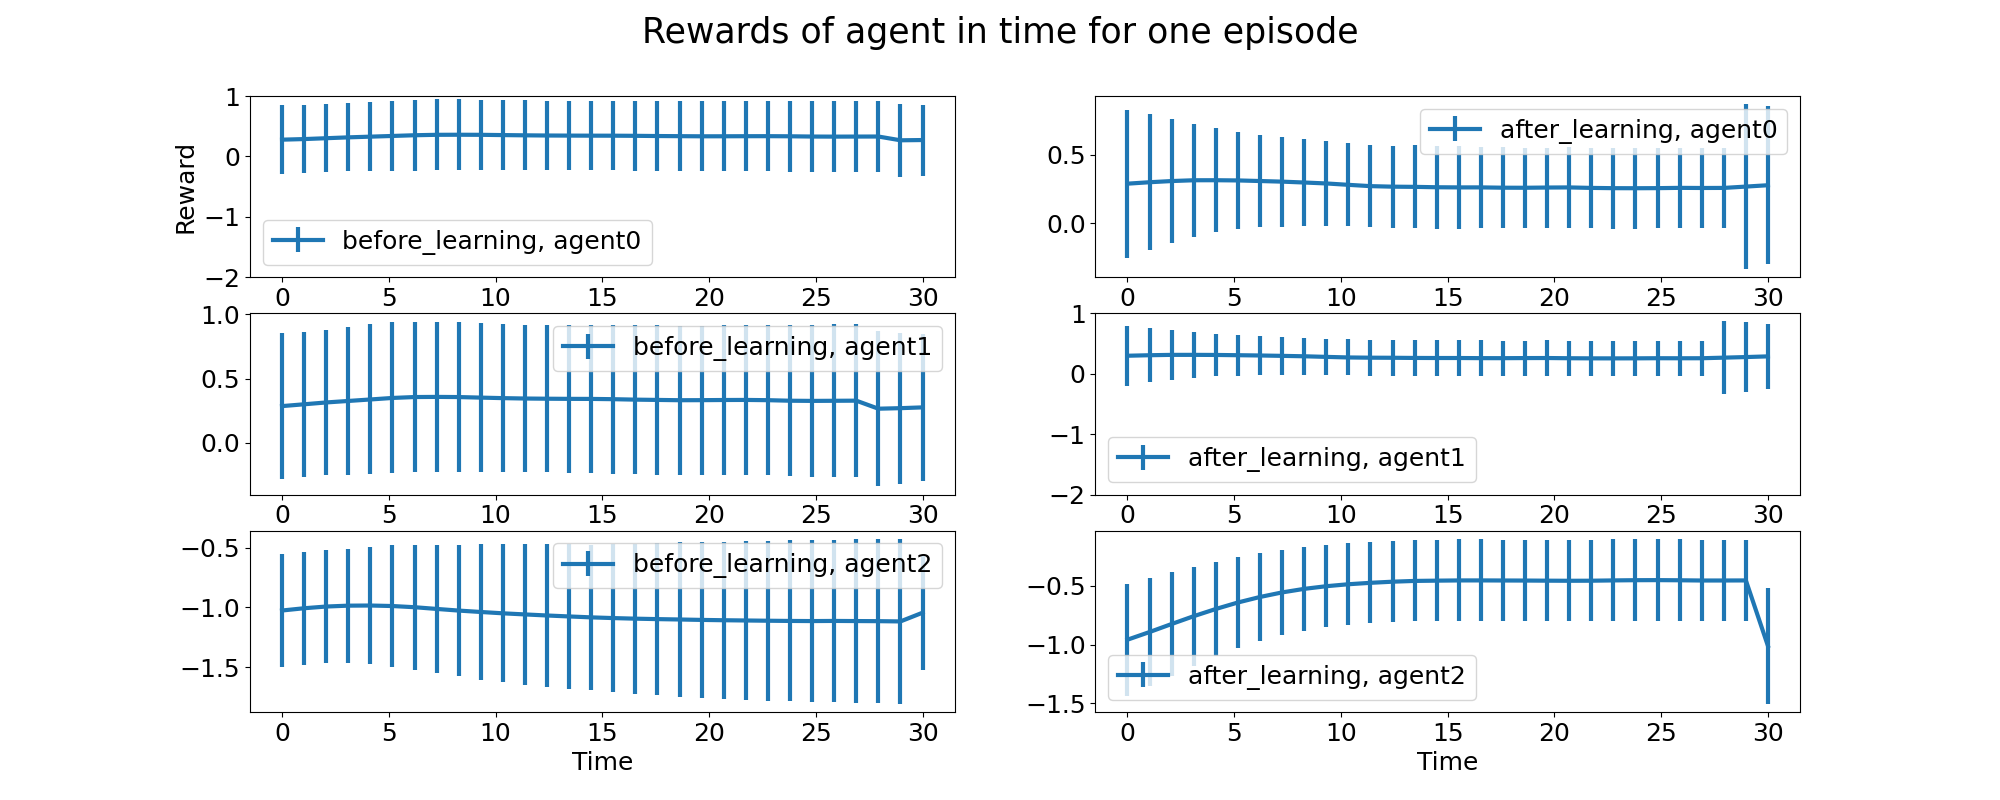 Rewards of agent in time for one episode
Reward
1
0
−1
−2
before_learning, agent0
0 5 10 15 20 25 30
0.5
0.0
after_learning, agent0
0 5 10 15 20 25 30
1.0
0.5
0.0
before_learning, agent1
0 5 10 15 20 25 30
1
0
−1
−2
after_learning, agent1
0 5 10 15 20 25 30
−0.5
−1.0
−1.5
before_learning, agent2
0 5 10 15 20 25 30
Time
−0.5
−1.0
−1.5
after_learning, agent2
0 5 10 15 20 25 30
Time